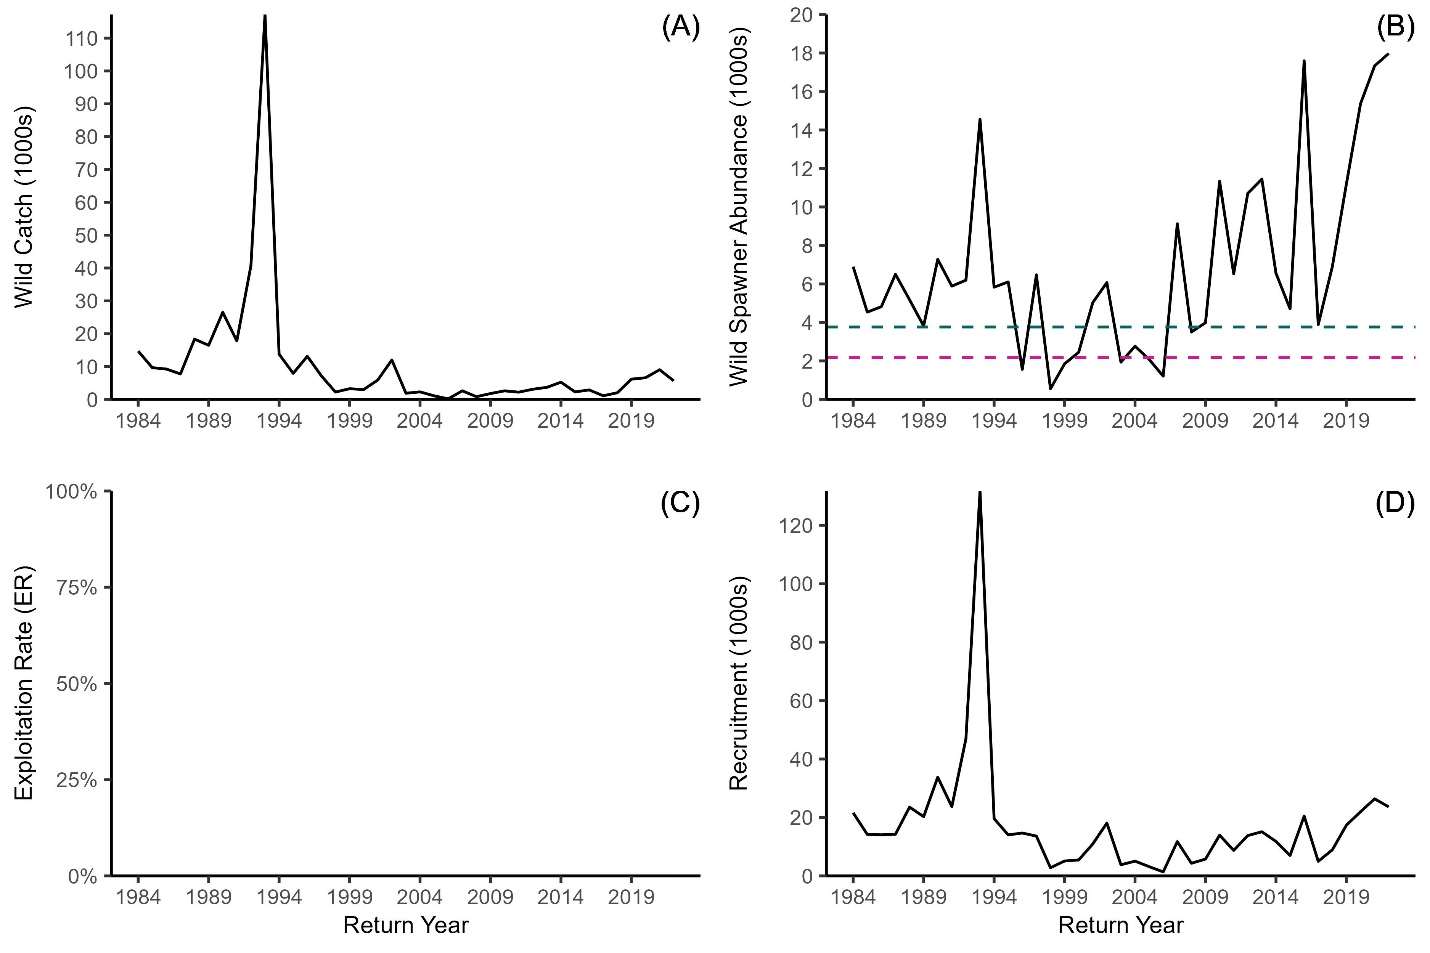 (A)
Wild Catch (1000s)
110
100
90
80
70
60
50
40
30
20
10
0
1984 1989 1994 1999 2004 2009 2014 2019
(B)
Wild Spawner Abundance (1000s)
20
18
16
14
12
10
8
6
4
2
0
1984 1989 1994 1999 2004 2009 2014 2019
(C)
Exploitation Rate (ER)
100%
75%
50%
25%
0%
1984 1989 1994 1999 2004 2009 2014 2019
Return Year
(D)
Recruitment (1000s)
120
100
80
60
40
20
0
1984 1989 1994 1999 2004 2009 2014 2019
Return Year